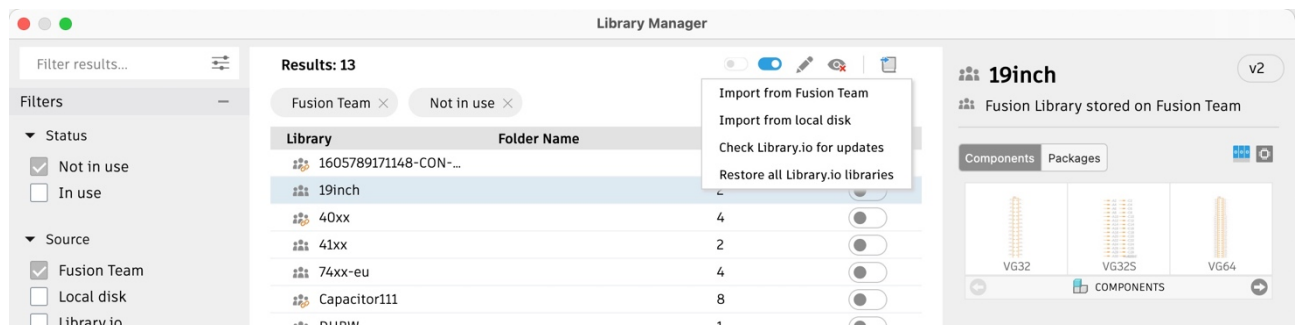 Library Manager
Filter results...
Filters
Status
Not in use
In use
Source
Fusion Team
Local disk
Library.io
Results: 13
Fusion Team ×
Not in use ×
Import from Fusion Team
Import from local disk
Check Library.io for updates
Restore all Library.io libraries
Library Folder Name
1605789171148-CON-...
19inch 2
40xx 4
41xx 2
74xx-eu 4
Capacitor111 8
19inch
v2
Fusion Library stored on Fusion Team
Components Packages
VG32 VG32S VG64
COMPONENTS